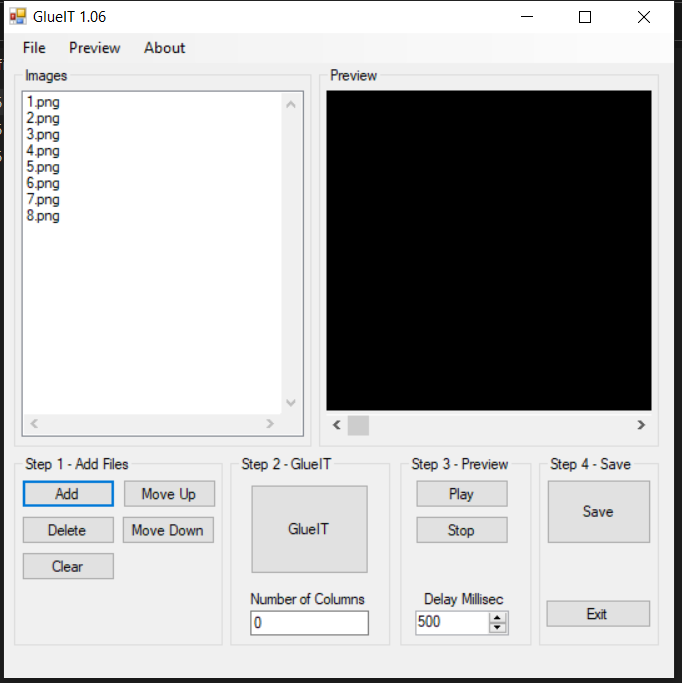 GlueIT 1.06
File Preview About
Images
1.png
2.png
3.png
4.png
5.png
6.png
7.png
8.png
Preview
Step 1 - Add Files
Add Move Up
Delete Move Down
Clear
Step 2 - GlueIT
GlueIT
Number of Columns
0
Step 3 - Preview
Play
Stop
Delay Millisec
500
Step 4 - Save
Save
Exit